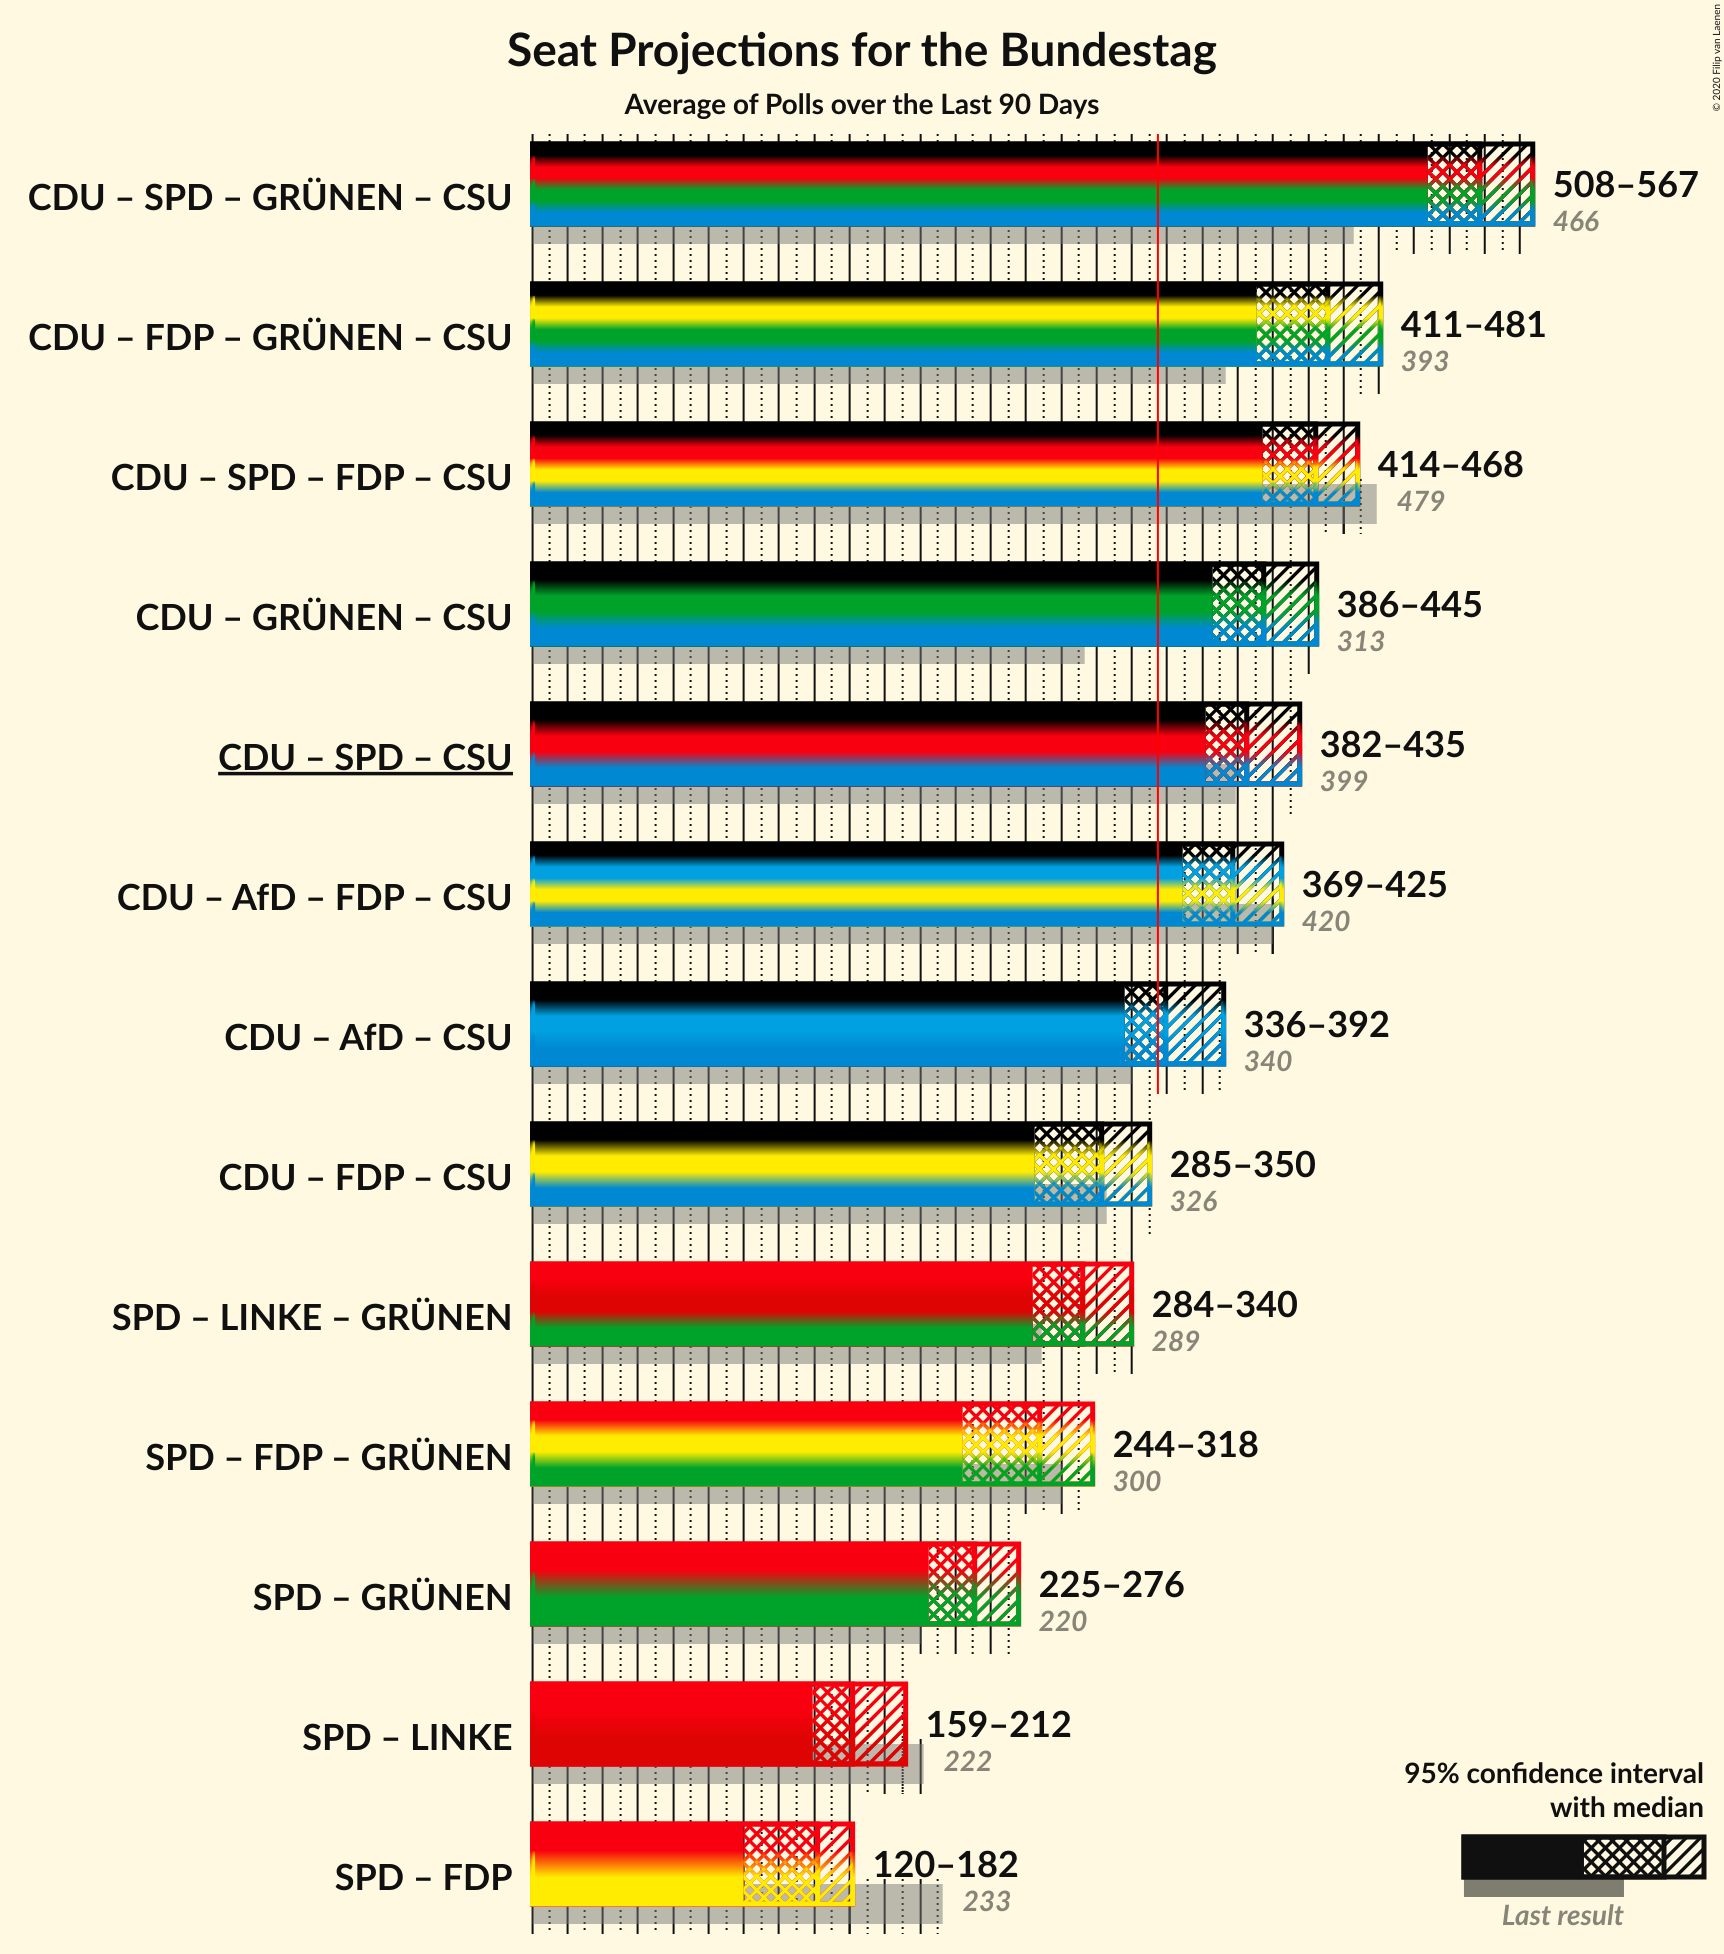 Seat Projections for the Bundestag
Average of Polls over the Last 90 Days
© 2020 Filip van Laenen
CDU – SPD – GRÜNEN – CSU
508–567
466
CDU – FDP – GRÜNEN – CSU
411–481
393
CDU – SPD – FDP – CSU
414–468
479
CDU – GRÜNEN – CSU
386–445
313
CDU – SPD – CSU
382–435
399
CDU – AfD – FDP – CSU
369–425
420
CDU – AfD – CSU
336–392
340
CDU – FDP – CSU
285–350
326
SPD – LINKE – GRÜNEN
284–340
289
SPD – FDP – GRÜNEN
244–318
300
SPD – GRÜNEN
225–276
220
SPD – LINKE
159–212
222
SPD – FDP
120–182
233
95% confidence interval
with median
Last result